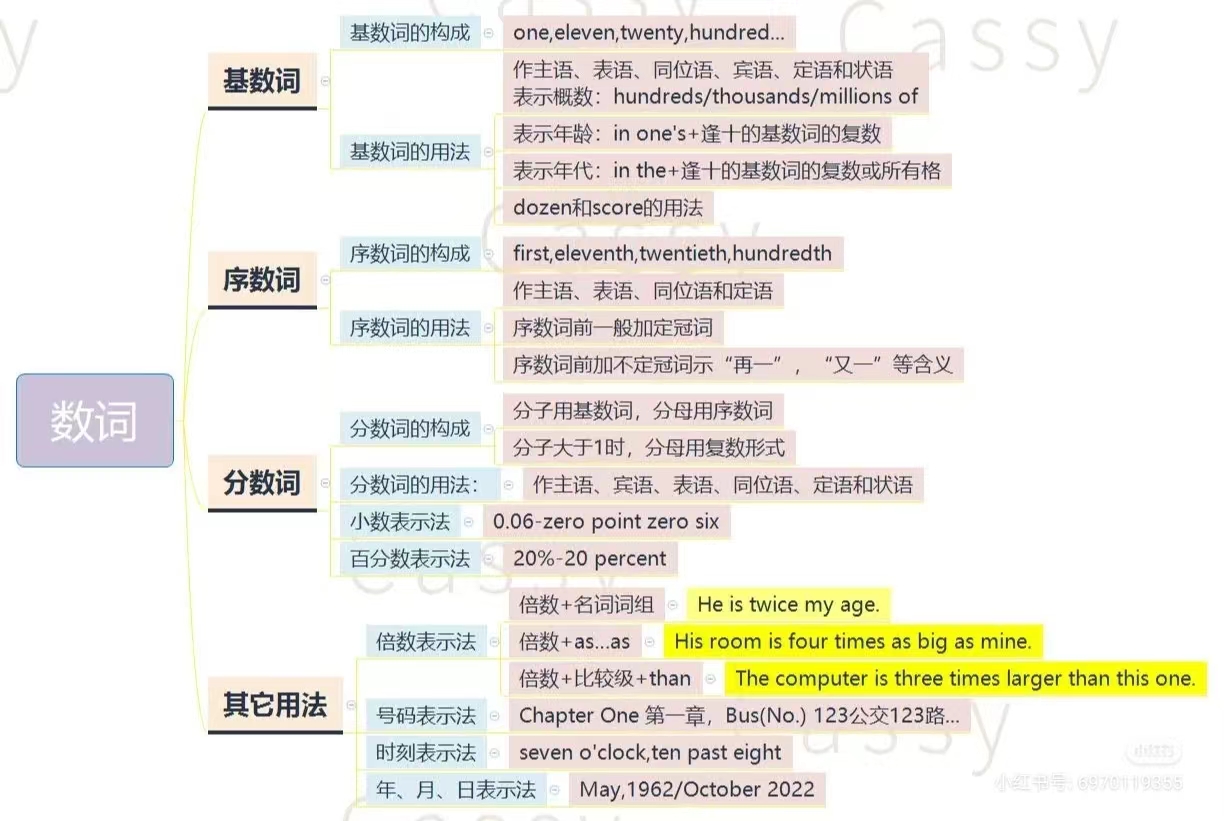 Cassy
基数词的构成
one,eleven,twenty,hundred...
基数词
作主语、表语、同位语、宾语、定语和状语
表示概数：hundreds/thousands/millions of
基数词的用法
表示年龄：in one's+逢十的基数词的复数
表示年代：in the+逢十的基数词的复数或所有格
dozen和score的用法
Cassy
序数词的构成
first,eleventh,twentieth,hundredth
序数词
作主语、表语、同位语和定语
序数词的用法
序数词前一般加定冠词
序数词前加不定冠词示“再一”，“又一”等含义
数词
分数词的构成
分子用基数词，分母用序数词
分子大于1时，分母用复数形式
分数词
分数词的用法：
作主语、宾语、表语、同位语、定语和状语
小数表示法
0.06-zero point zero six
百分数表示法
20%-20 percent
Cassy
其它用法
倍数表示法
倍数+名词词组
He is twice my age.
倍数+as...as
His room is four times as big as mine.
倍数+比较级+than
The computer is three times larger than this one.
号码表示法
Chapter One 第一章，Bus(No.) 123公交123路...
Cassy
时刻表示法
seven o'clock,ten past eight
年、月、日表示法
May,1962/October 2022
小红书
小红书号: 6970119355
Cassy